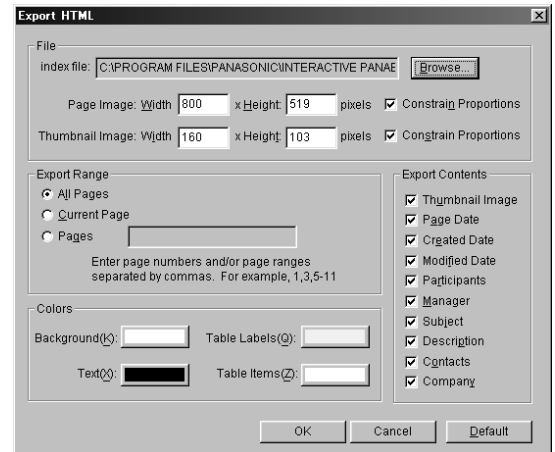 Export HTML
File
index file: C:\PROGRAM FILES\PANASONIC\INTERACTIVE PANAE Browse...
Page Image: Width 800 x Height: 519 pixels Constrain Proportions
Thumbnail Image: Width 160 x Height: 103 pixels Constrain Proportions
Export Range
All Pages
Current Page
Pages
Enter page numbers and/or page ranges
separated by commas. For example, 1,3,5-11
Export Contents
Thumbnail Image
Page Date
Created Date
Modified Date
Participants
Manager
Subject
Description
Contacts
Company
Colors
Background(K): Table Labels(Q):
Text(X): Table Items(Z):
OK Cancel Default